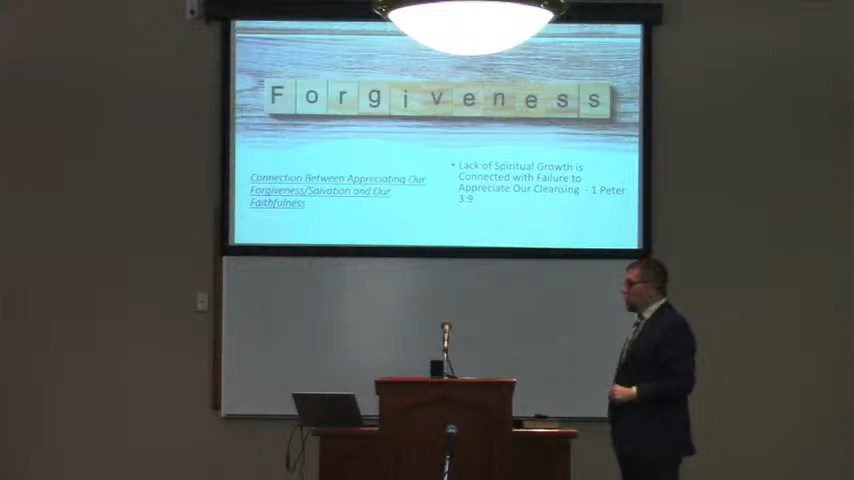 Forgiveness
Connection Between Appreciating Our
Forgiveness/Salvation and Our
Faithfulness
• Lack of Spiritual Growth is
Connected with Failure to
Appreciate Our Cleansing - 1 Peter
3:9